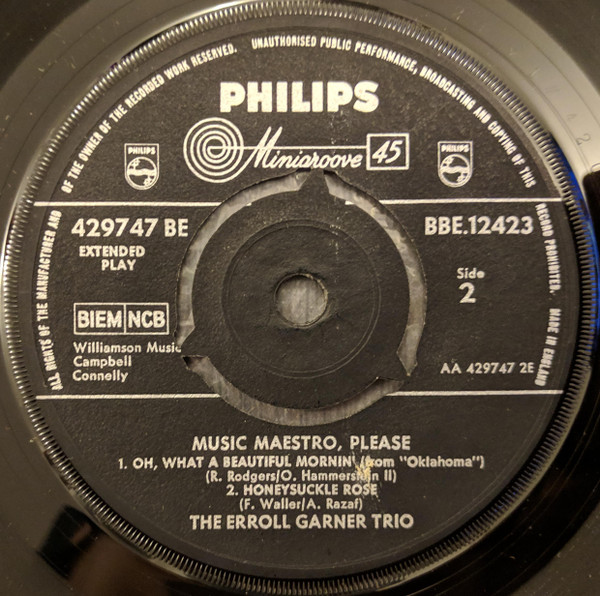 ALL RIGHTS OF THE MANUFACTURER AND OF THE OWNER OF THE RECORDED WORK RESERVED. UNAUTHORISED PUBLIC PERFORMANCE, BROADCASTING AND COPYING OF THIS RECORD PROHIBITED. MADE IN ENGLAND
PHILIPS
Minigroove 45
PHILIPS
PHILIPS
429747 BE
BBE.12423
EXTENDED
PLAY
Side
2
BIEM NCB
Williamson Music
Campbell
Connelly
AA 429747 2E
MUSIC MAESTRO, PLEASE
1. OH, WHAT A BEAUTIFUL MORNIN' (from "Oklahoma")
(R. Rodgers/O. Hammerstein II)
2. HONEYSUCKLE ROSE
(F. Waller/A. Razaf)
THE ERROLL GARNER TRIO